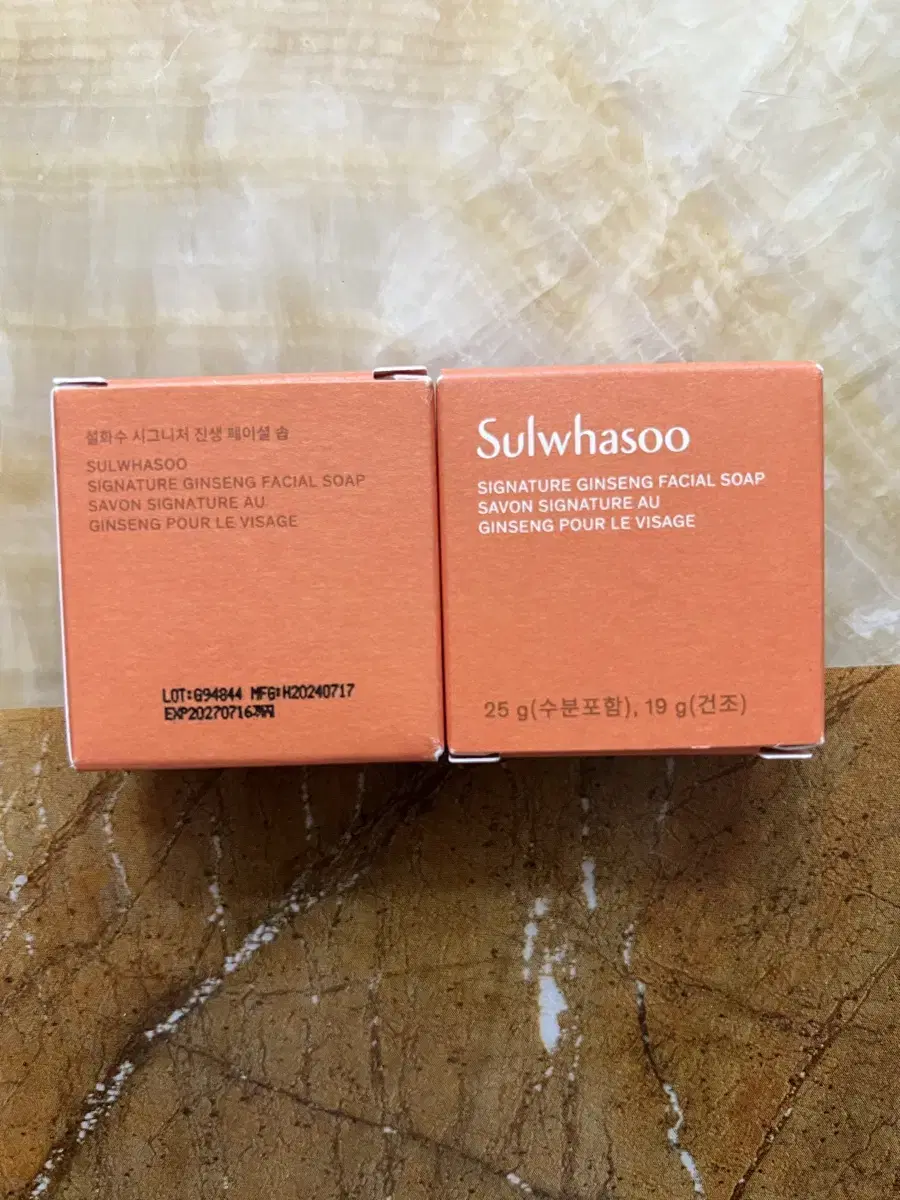 설화수 시그니처 진생 페이셜 솝
SULWHASOO
SIGNATURE GINSENG FACIAL SOAP
SAVON SIGNATURE AU
GINSENG POUR LE VISAGE
LOT:G94844 MFG:H20240717
EXP20270716까지
Sulwhasoo
SIGNATURE GINSENG FACIAL SOAP
SAVON SIGNATURE AU
GINSENG POUR LE VISAGE
25 g(수분포함), 19 g(건조)